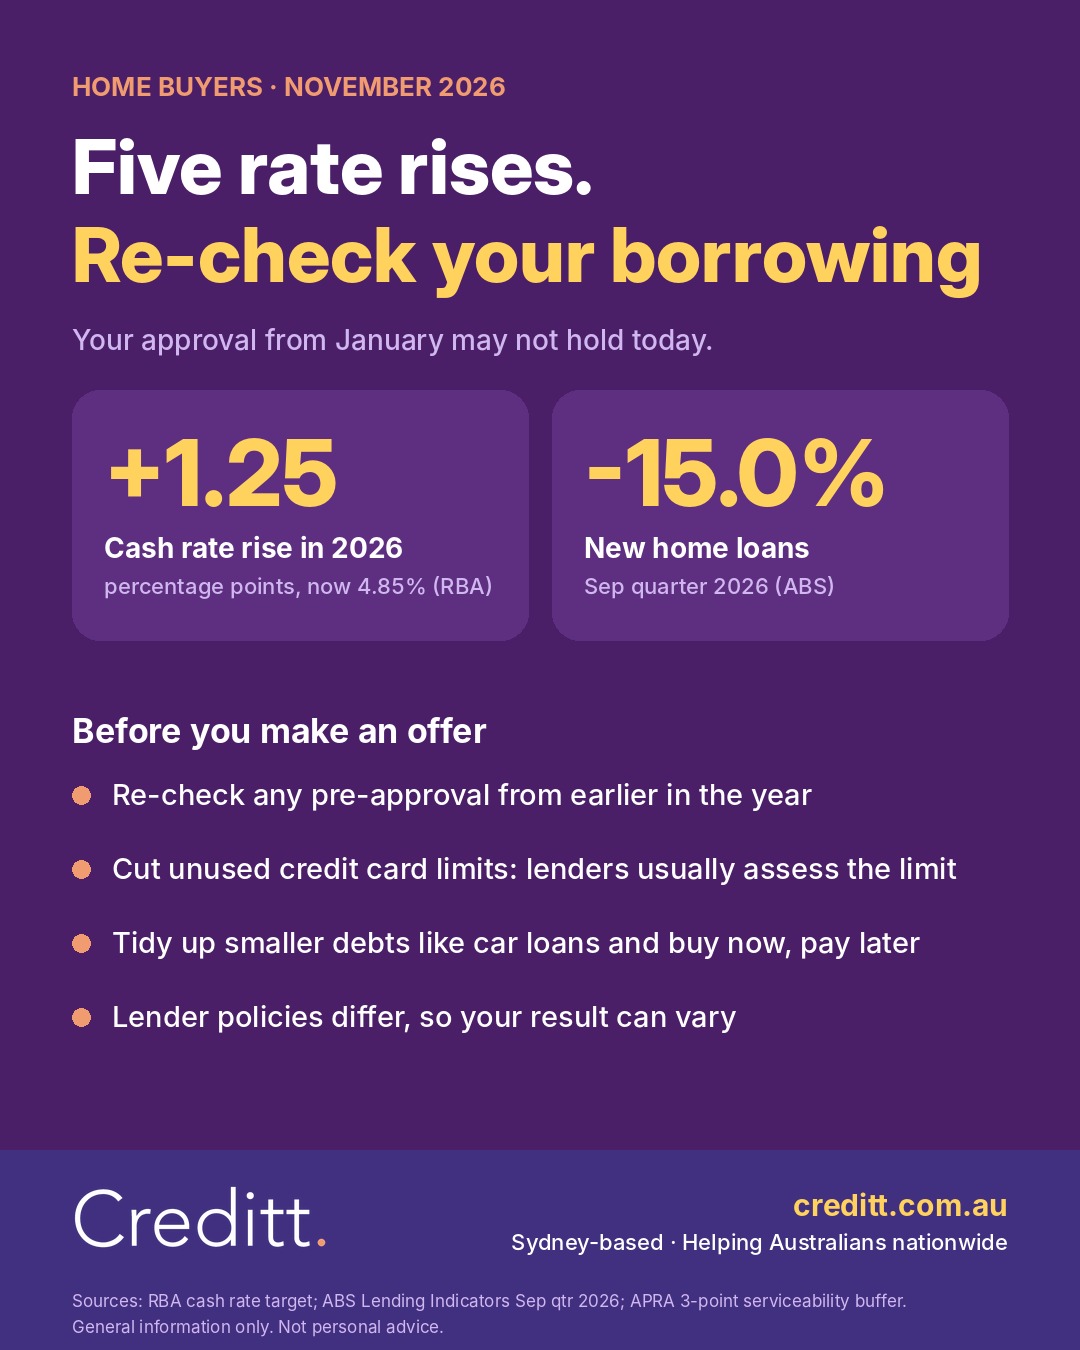 HOME BUYERS · NOVEMBER 2026
Five rate rises.
Re-check your borrowing
Your approval from January may not hold today.
+1.25
Cash rate rise in 2026
percentage points, now 4.85% (RBA)
-15.0%
New home loans
Sep quarter 2026 (ABS)
Before you make an offer
Re-check any pre-approval from earlier in the year
Cut unused credit card limits: lenders usually assess the limit
Tidy up smaller debts like car loans and buy now, pay later
Lender policies differ, so your result can vary
Creditt.
creditt.com.au
Sydney-based · Helping Australians nationwide
Sources: RBA cash rate target; ABS Lending Indicators Sep qtr 2026; APRA 3-point serviceability buffer.
General information only. Not personal advice.